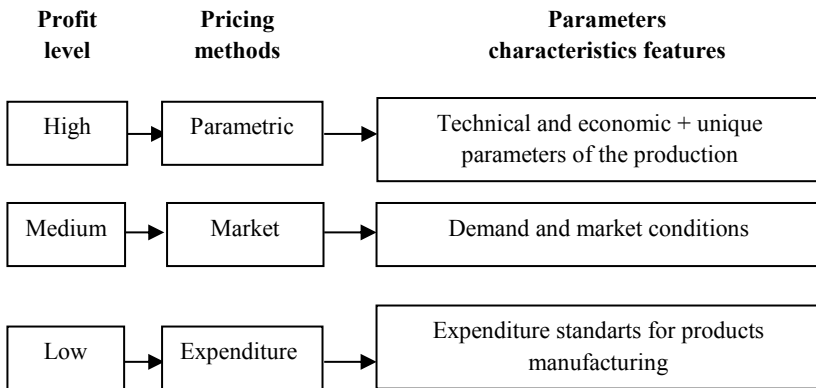 Profit
level
Pricing
methods
Parameters
characteristics features
High
Parametric
Technical and economic + unique
parameters of the production
Medium
Market
Demand and market conditions
Low
Expenditure
Expenditure standarts for products
manufacturing